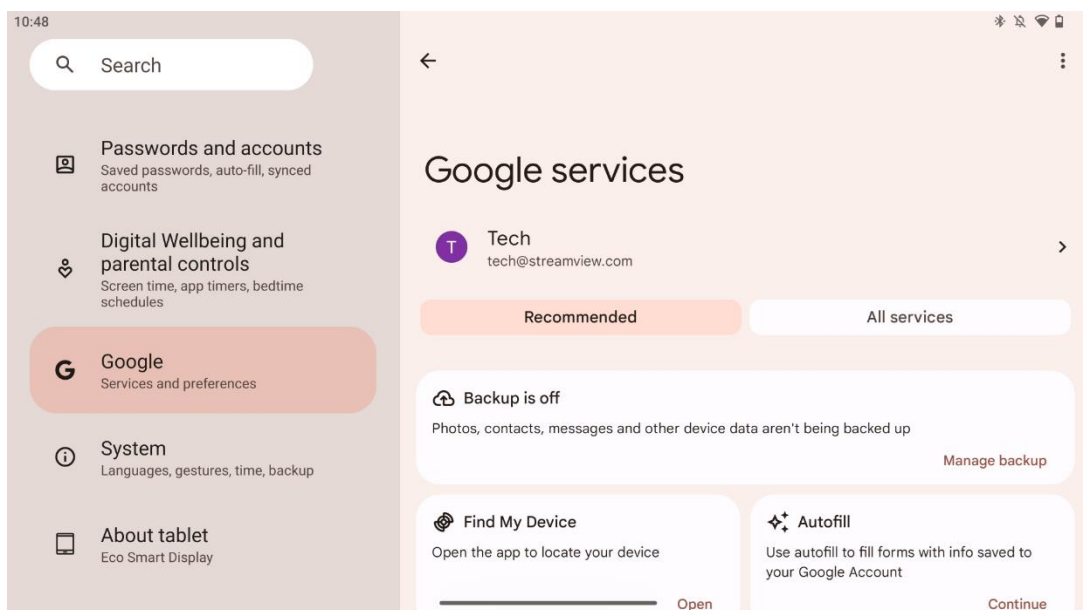 10:48
Search
Passwords and accounts
Saved passwords, auto-fill, synced
accounts
Digital Wellbeing and
parental controls
Screen time, app timers, bedtime
schedules
G
Google
Services and preferences
System
Languages, gestures, time, backup
About tablet
Eco Smart Display
Google services
T
Tech
tech@streamview.com
Recommended
All services
Backup is off
Photos, contacts, messages and other device data aren't being backed up
Manage backup
Find My Device
Open the app to locate your device
Open
Autofill
Use autofill to fill forms with info saved to
your Google Account
Continue